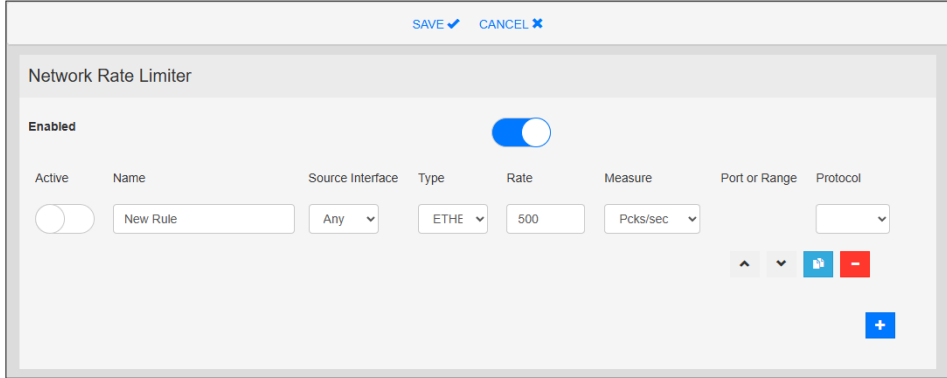 SAVE CANCEL
Network Rate Limiter
Enabled
Active Name Source Interface Type Rate Measure Port or Range Protocol
New Rule Any ETHE 500 Pcks/sec